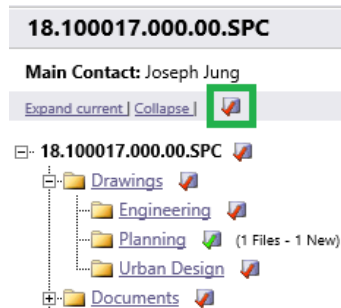 18.100017.000.00.SPC
Main Contact: Joseph Jung
Expand current | Collapse |
18.100017.000.00.SPC
Drawings
Engineering
Planning (1 Files - 1 New)
Urban Design
Documents